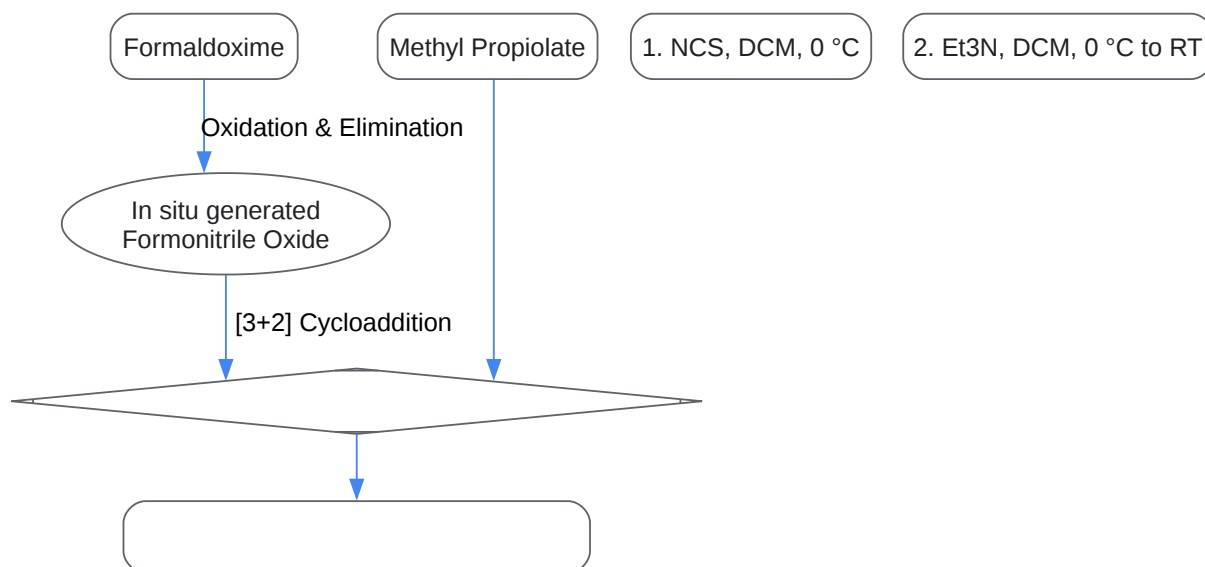 Formaldoxime
Methyl Propiolate
1. NCS, DCM, 0 °C
2. Et3N, DCM, 0 °C to RT
Oxidation & Elimination
In situ generated
Formonitrile Oxide
[3+2] Cycloaddition